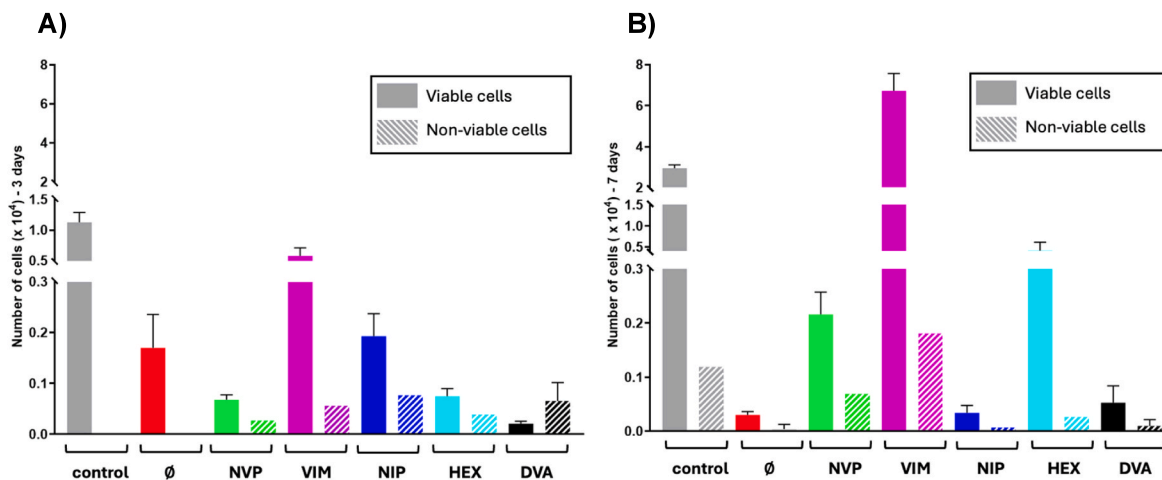 A)
Number of cells (x 10⁴) - 3 days
8
6
4
2
1.5
1.0
0.5
0.3
0.2
0.1
0.0
Viable cells
Non-viable cells
control Ø NVP VIM NIP HEX DVA
B)
Number of cells ( x 10⁴) - 7 days
8
6
4
2
1.5
1.0
0.5
0.3
0.2
0.1
0.0
Viable cells
Non-viable cells
control Ø NVP VIM NIP HEX DVA